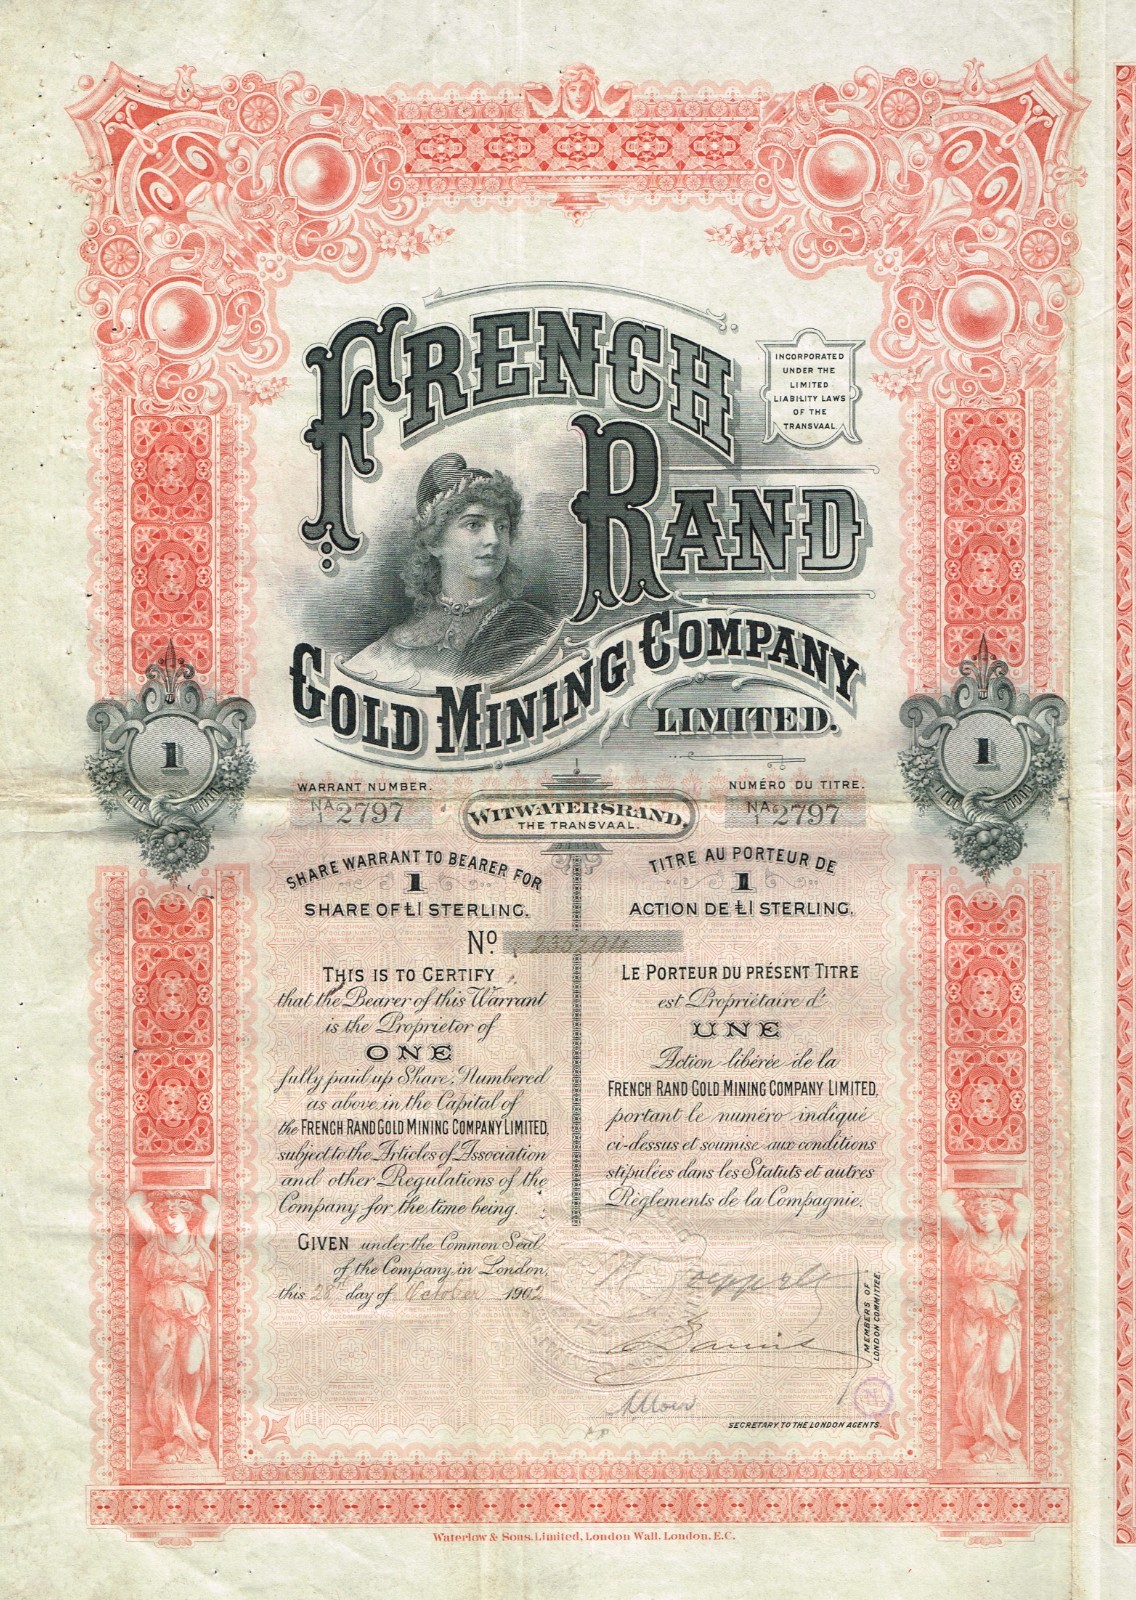 FRENCH
RAND
GOLD MINING COMPANY
LIMITED.
INCORPORATED
UNDER THE
LIMITED
LIABILITY LAWS
OF THE
TRANSVAAL
1
1
WARRANT NUMBER.
NUMÉRO DU TITRE.
2797
2797
WITWATERSRAND,
THE TRANSVAAL.
SHARE WARRANT TO BEARER FOR
1
SHARE OF £1 STERLING.
TITRE AU PORTEUR DE
1
ACTION DE £1 STERLING.
No.
THIS IS TO CERTIFY
that the Bearer of this Warrant
is the Proprietor of
ONE
fully paid up Share, Numbered
as above in the Capital of
the FRENCH RAND GOLD MINING COMPANY LIMITED,
subject to the Articles of Association
and other Regulations of the
Company for the time being.
GIVEN under the Common Seal
of the Company in London,
this 28th day of October 1902
LE PORTEUR DU PRÉSENT TITRE
est Propriétaire d'
UNE
Action libérée de la
FRENCH RAND GOLD MINING COMPANY LIMITED,
portant le numéro indiqué
ci-dessus et soumise aux conditions
stipulées dans les Statuts et autres
Règlements de la Compagnie.
MEMBERS OF
LONDON COMMITTEE.
SECRETARY TO THE LONDON AGENTS.
Waterlow & Sons, Limited, London Wall, London, E.C.